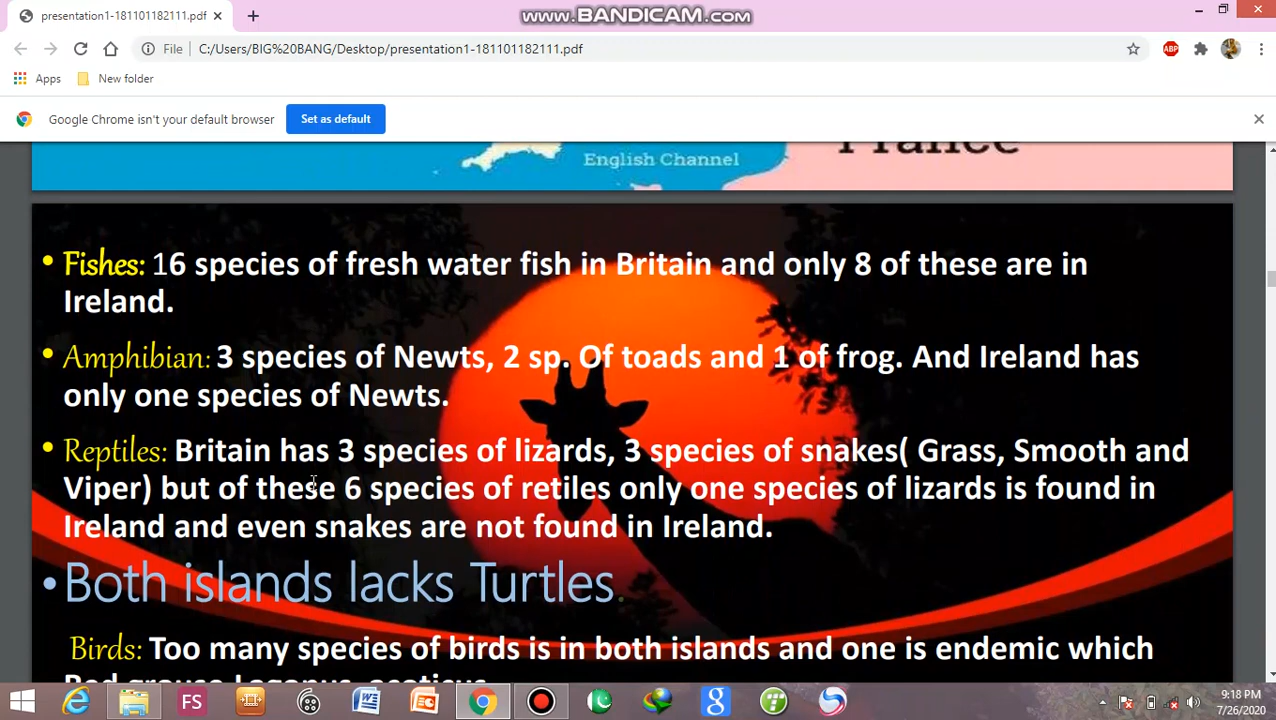 presentation1-181101182111.pdf
www.BANDICAM.com
File
C:/Users/BIG%20BANG/Desktop/presentation1-181101182111.pdf
ABP
Apps
New folder
Google Chrome isn't your default browser
Set as default
English Channel
France
• Fishes: 16 species of fresh water fish in Britain and only 8 of these are in
Ireland.
• Amphibian: 3 species of Newts, 2 sp. Of toads and 1 of frog. And Ireland has
only one species of Newts.
• Reptiles: Britain has 3 species of lizards, 3 species of snakes( Grass, Smooth and
Viper) but of these 6 species of retiles only one species of lizards is found in
Ireland and even snakes are not found in Ireland.
• Both islands lacks Turtles.
Birds: Too many species of birds is in both islands and one is endemic which
Red grouse Lagopus
FS
9:18 PM
7/26/2020